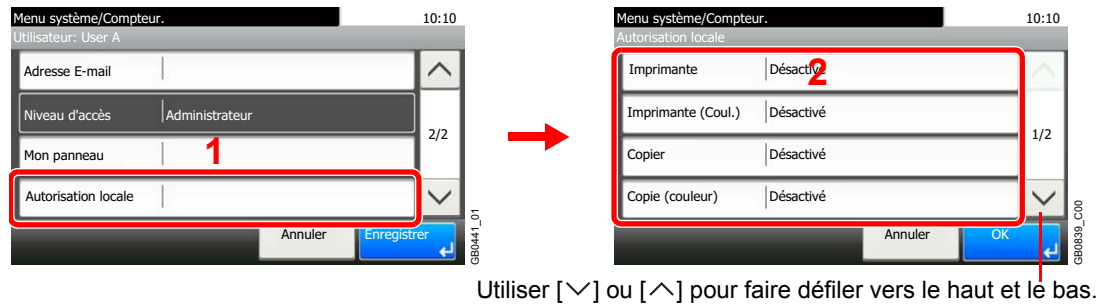 Menu système/Compteur.
10:10
Utilisateur: User A
Adresse E-mail
Niveau d'accès
Administrateur
2/2
Mon panneau
1
Autorisation locale
Annuler
Enregistrer
GB0441_01
Menu système/Compteur.
10:10
Autorisation locale
Imprimante
Désactivé
2
Imprimante (Coul.)
Désactivé
1/2
Copier
Désactivé
Copie (couleur)
Désactivé
Annuler
OK
GB0839_C00
Utiliser [﹀] ou [︿] pour faire défiler vers le haut et le bas.